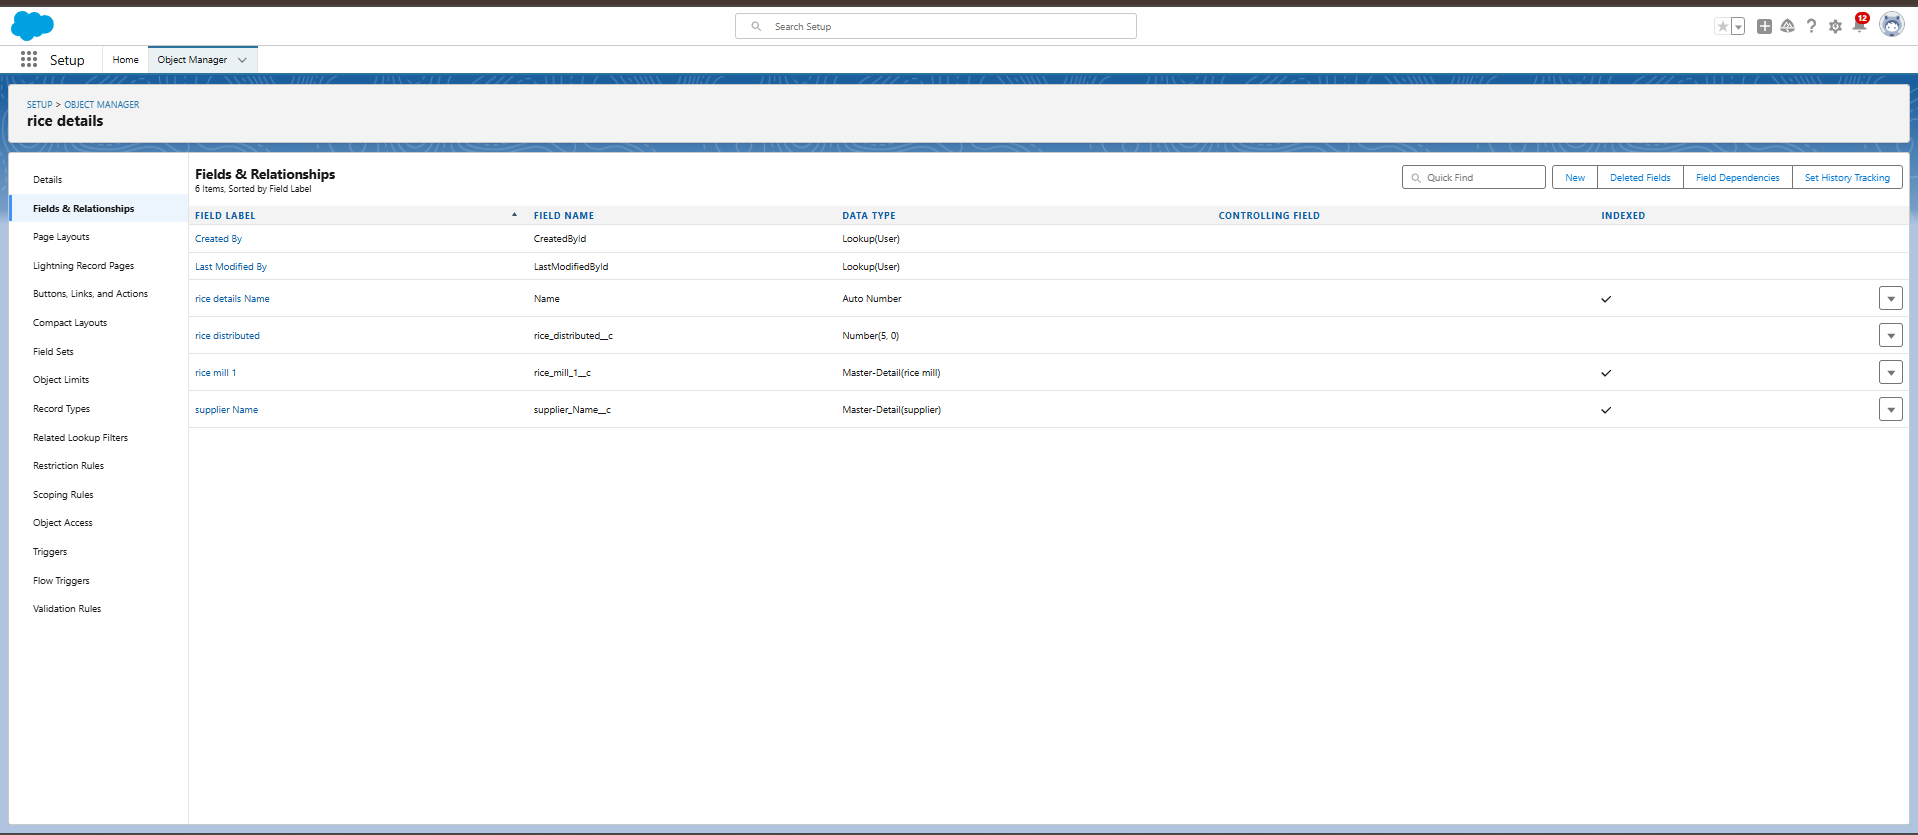 Search Setup
12
Setup
Home
Object Manager
SETUP > OBJECT MANAGER
rice details
Details
Fields & Relationships
Page Layouts
Lightning Record Pages
Buttons, Links, and Actions
Compact Layouts
Field Sets
Object Limits
Record Types
Related Lookup Filters
Restriction Rules
Scoping Rules
Object Access
Triggers
Flow Triggers
Validation Rules
Fields & Relationships
6 Items, Sorted by Field Label
Quick Find
New
Deleted Fields
Field Dependencies
Set History Tracking
FIELD LABEL FIELD NAME DATA TYPE CONTROLLING FIELD INDEXED
Created By CreatedById Lookup(User)
Last Modified By LastModifiedById Lookup(User)
rice details Name Name Auto Number
rice distributed rice_distributed__c Number(5, 0)
rice mill 1 rice_mill_1__c Master-Detail(rice mill)
supplier Name supplier_Name__c Master-Detail(supplier)